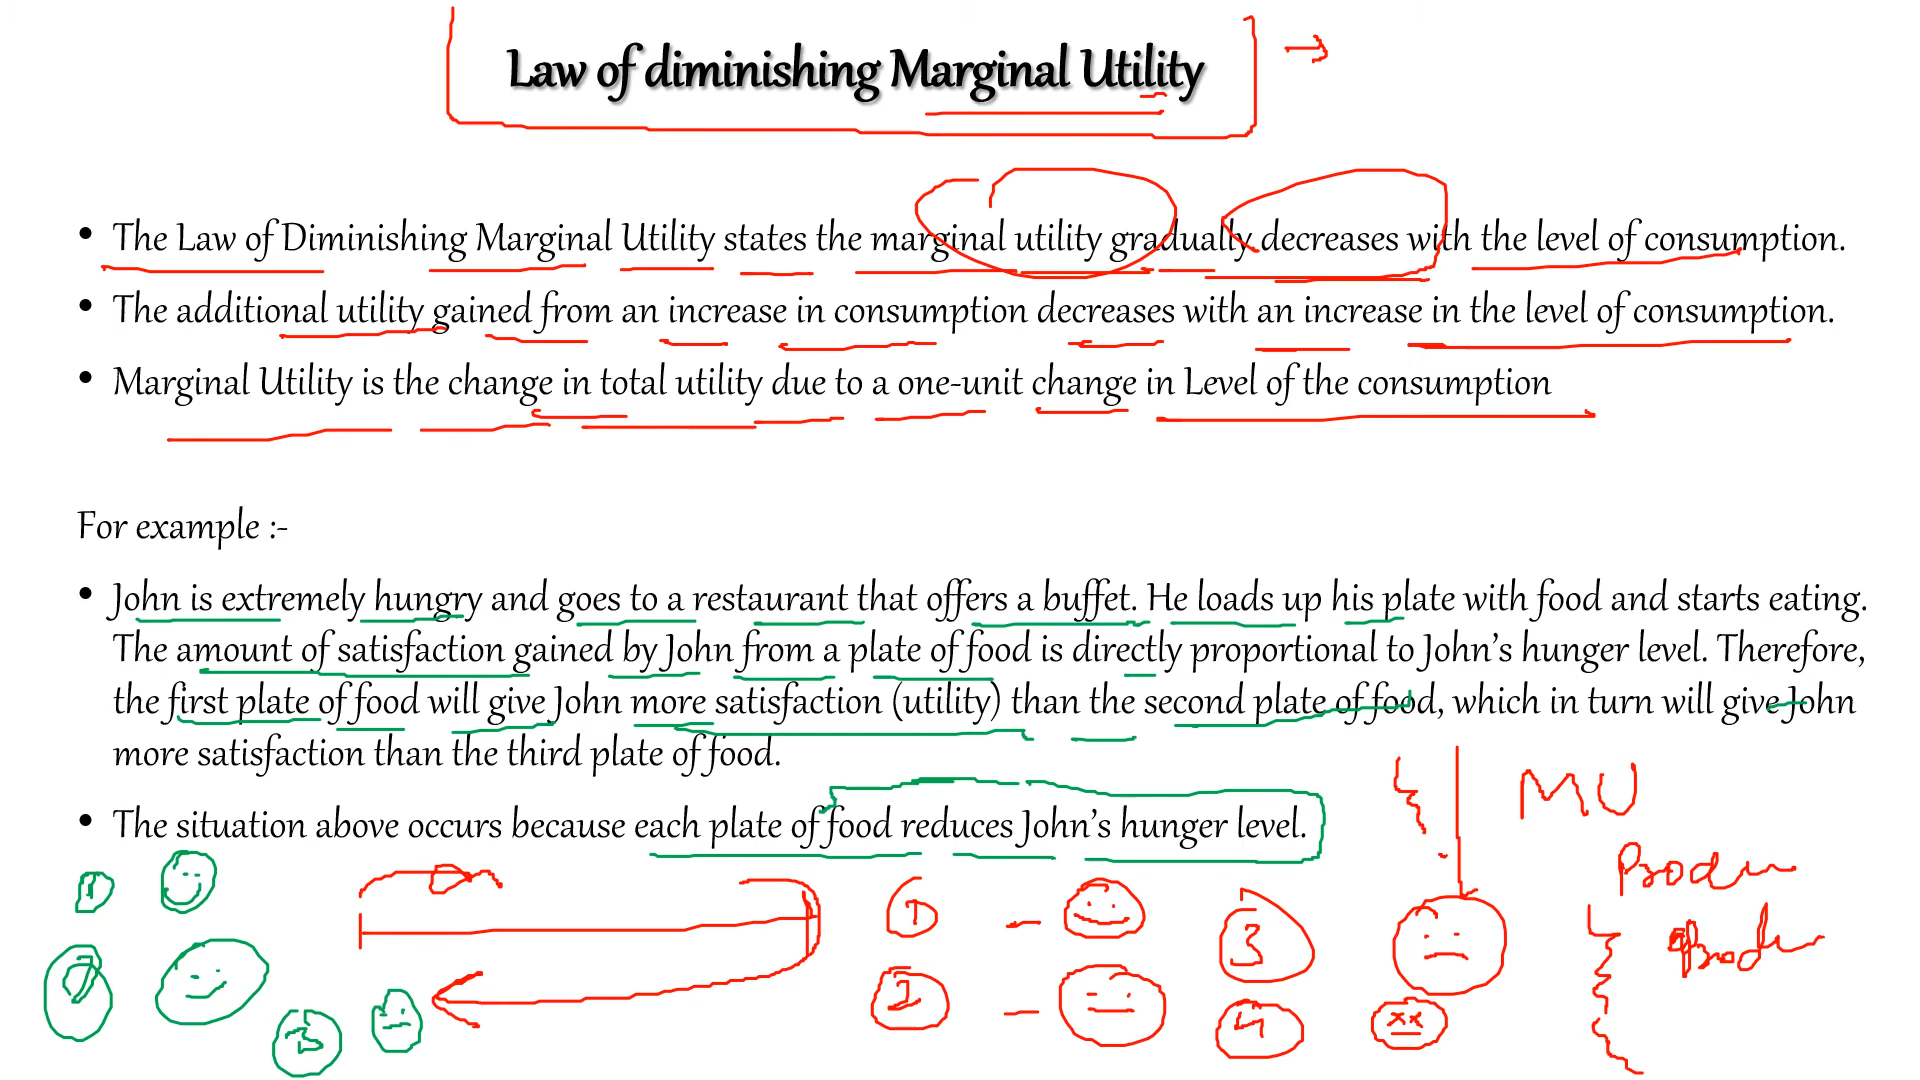 Law of diminishing Marginal Utility
• The Law of Diminishing Marginal Utility states the marginal utility gradually decreases with the level of consumption.
• The additional utility gained from an increase in consumption decreases with an increase in the level of consumption.
• Marginal Utility is the change in total utility due to a one-unit change in Level of the consumption
For example :-
• John is extremely hungry and goes to a restaurant that offers a buffet. He loads up his plate with food and starts eating.
The amount of satisfaction gained by John from a plate of food is directly proportional to John's hunger level. Therefore,
the first plate of food will give John more satisfaction (utility) than the second plate of food, which in turn will give John
more satisfaction than the third plate of food.
MU
• The situation above occurs because each plate of food reduces John's hunger level.
1
1
3
3
2
4